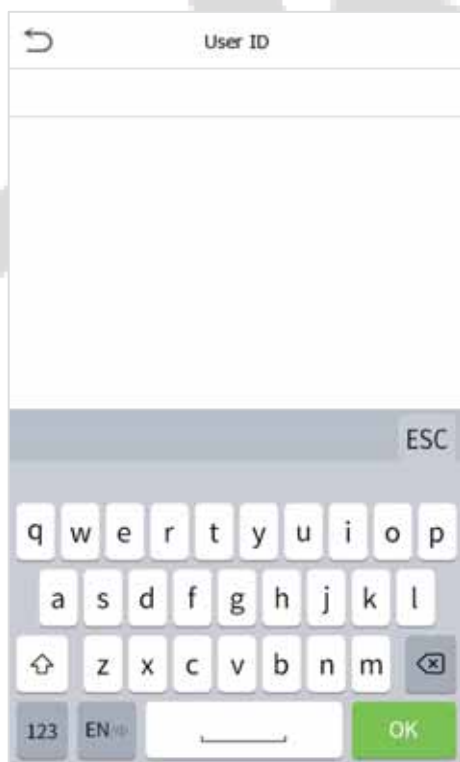 User ID
ESC
q w e r t y u i o p
a s d f g h j k l
z x c v b n m
123 EN OK